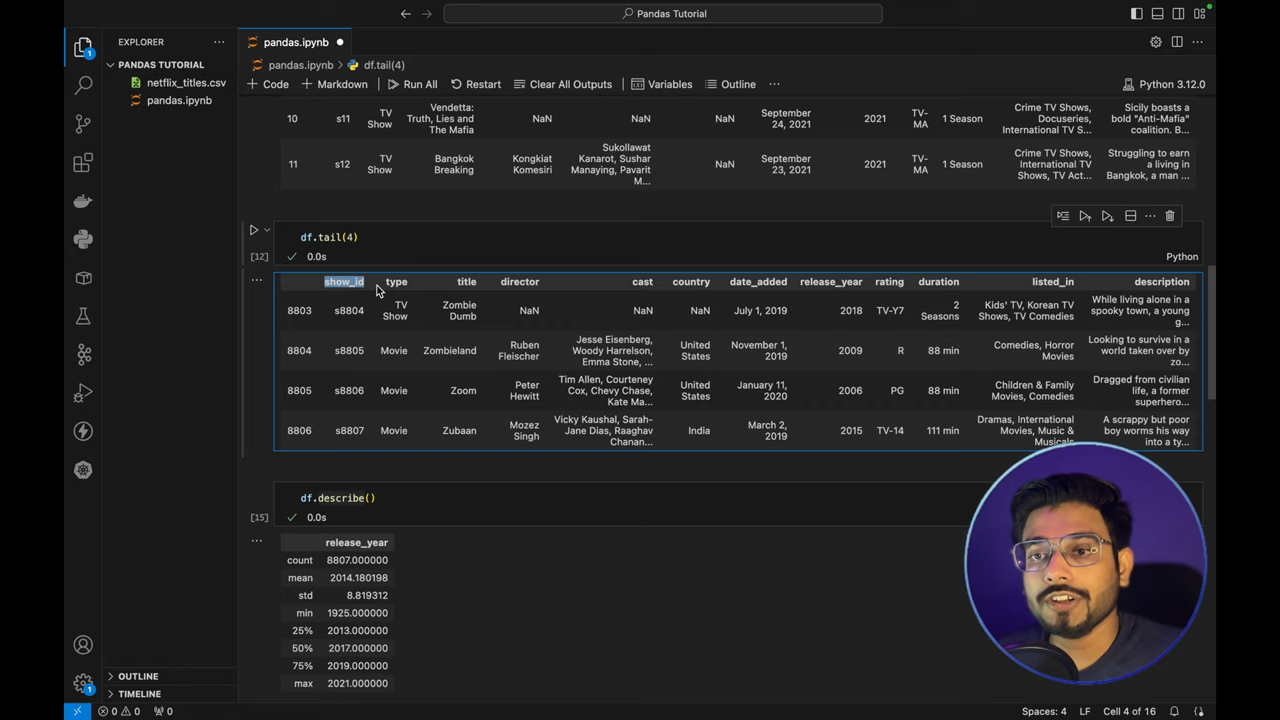 Pandas Tutorial
EXPLORER
PANDAS TUTORIAL
netflix_titles.csv
pandas.ipynb
OUTLINE
TIMELINE
pandas.ipynb
pandas.ipynb > df.tail(4)
+ Code + Markdown Run All Restart Clear All Outputs Variables Outline ... Python 3.12.0
10 s11 TV Show Vendetta: Truth, Lies and The Mafia NaN NaN NaN September 24, 2021 2021 TV-MA 1 Season Crime TV Shows, Docuseries, International TV S... Sicily boasts a bold "Anti-Mafia" coalition. B...
11 s12 TV Show Bangkok Breaking Kongkiat Komesiri Sukollawat Kanarot, Sushar Manaying, Pavarit M... NaN September 23, 2021 2021 TV-MA 1 Season Crime TV Shows, International TV Shows, TV Act... Struggling to earn a living in Bangkok, a man ...
df.tail(4)
[12] 0.0s Python
show_id type title director cast country date_added release_year rating duration listed_in description
8803 s8804 TV Show Zombie Dumb NaN NaN NaN July 1, 2019 2018 TV-Y7 2 Seasons Kids' TV, Korean TV Shows, TV Comedies While living alone in a spooky town, a young g...
8804 s8805 Movie Zombieland Ruben Fleischer Jesse Eisenberg, Woody Harrelson, Emma Stone, ... United States November 1, 2019 2009 R 88 min Comedies, Horror Movies Looking to survive in a world taken over by zo...
8805 s8806 Movie Zoom Peter Hewitt Tim Allen, Courteney Cox, Chevy Chase, Kate Ma... United States January 11, 2020 2006 PG 88 min Children & Family Movies, Comedies Dragged from civilian life, a former superhero...
8806 s8807 Movie Zubaan Mozez Singh Vicky Kaushal, Sarah-Jane Dias, Raaghav Chanan... India March 2, 2019 2015 TV-14 111 min Dramas, International Movies, Music & Musicals A scrappy but poor boy worms his way into a ty...
df.describe()
[15] 0.0s
release_year
count 8807.000000
mean 2014.180198
std 8.819312
min 1925.000000
25% 2013.000000
50% 2017.000000
75% 2019.000000
max 2021.000000
0 0 0 Spaces: 4 LF Cell 4 of 16